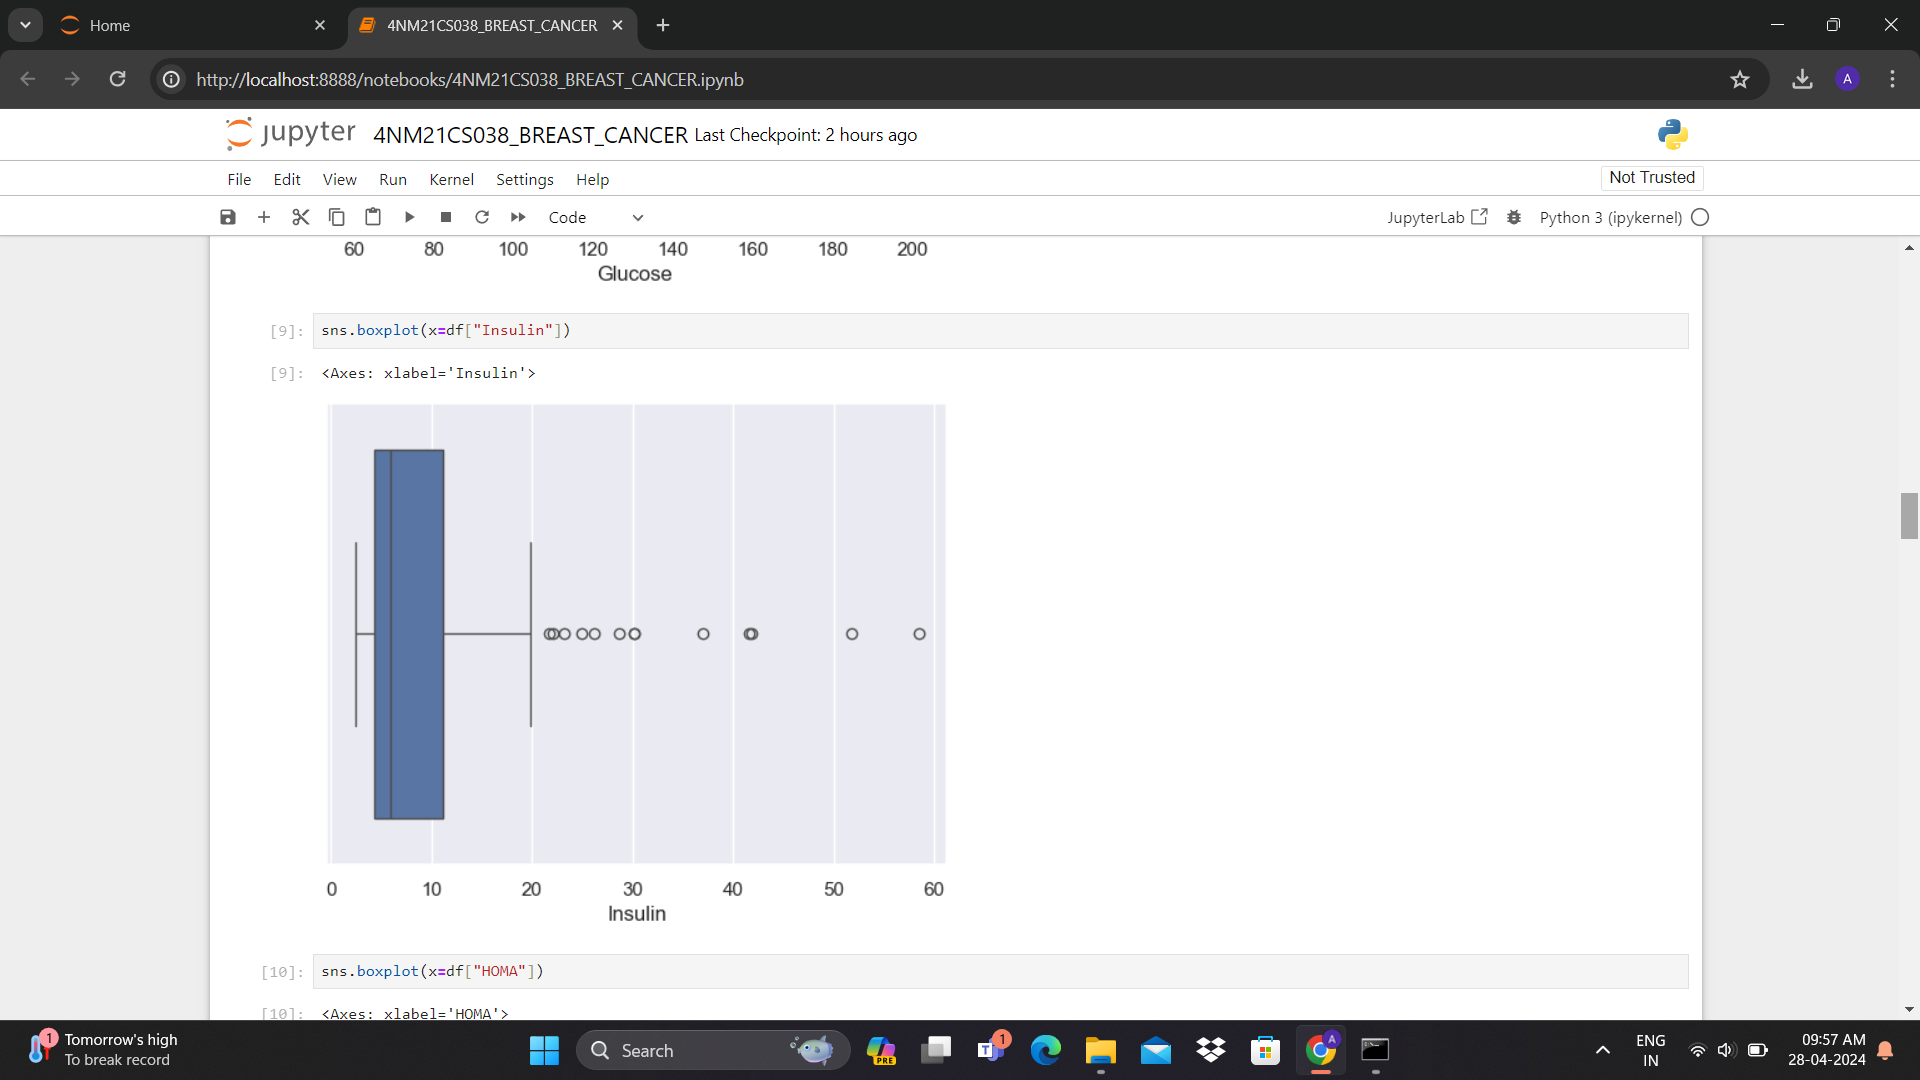 Home
4NM21CS038_BREAST_CANCER
http://localhost:8888/notebooks/4NM21CS038_BREAST_CANCER.ipynb
A
jupyter 4NM21CS038_BREAST_CANCER Last Checkpoint: 2 hours ago
File Edit View Run Kernel Settings Help
Not Trusted
Code
JupyterLab
Python 3 (ipykernel)
60 80 100 120 140 160 180 200
Glucose
[9]: sns.boxplot(x=df["Insulin"])
[9]: <Axes: xlabel='Insulin'>
0 10 20 30 40 50 60
Insulin
[10]: sns.boxplot(x=df["HOMA"])
[10]: <Axes: xlabel='HOMA'>
1
Tomorrow's high
To break record
Search
PRE
T
1
A
ENG
IN
09:57 AM
28-04-2024